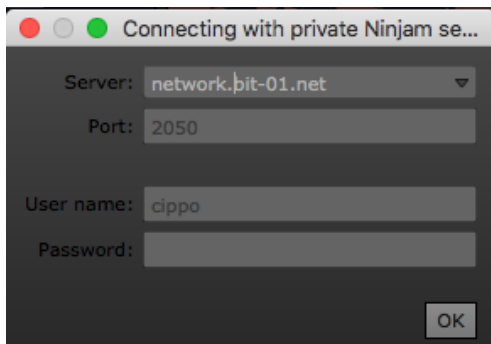 Connecting with private Ninjam se...
Server: network.bit-01.net
Port: 2050
User name: cippo
Password:
OK